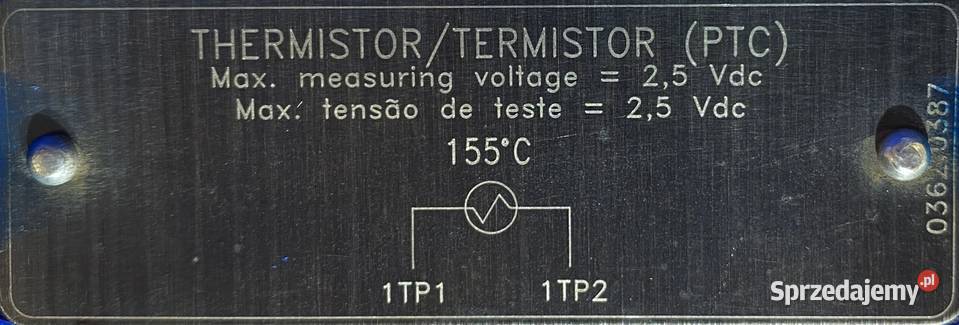 THERMISTOR/TERMISTOR (PTC)
Max. measuring voltage = 2,5 Vdc
Max. tensão de teste = 2,5 Vdc
155°C
1TP1 1TP2
Sprzedajemy.pl